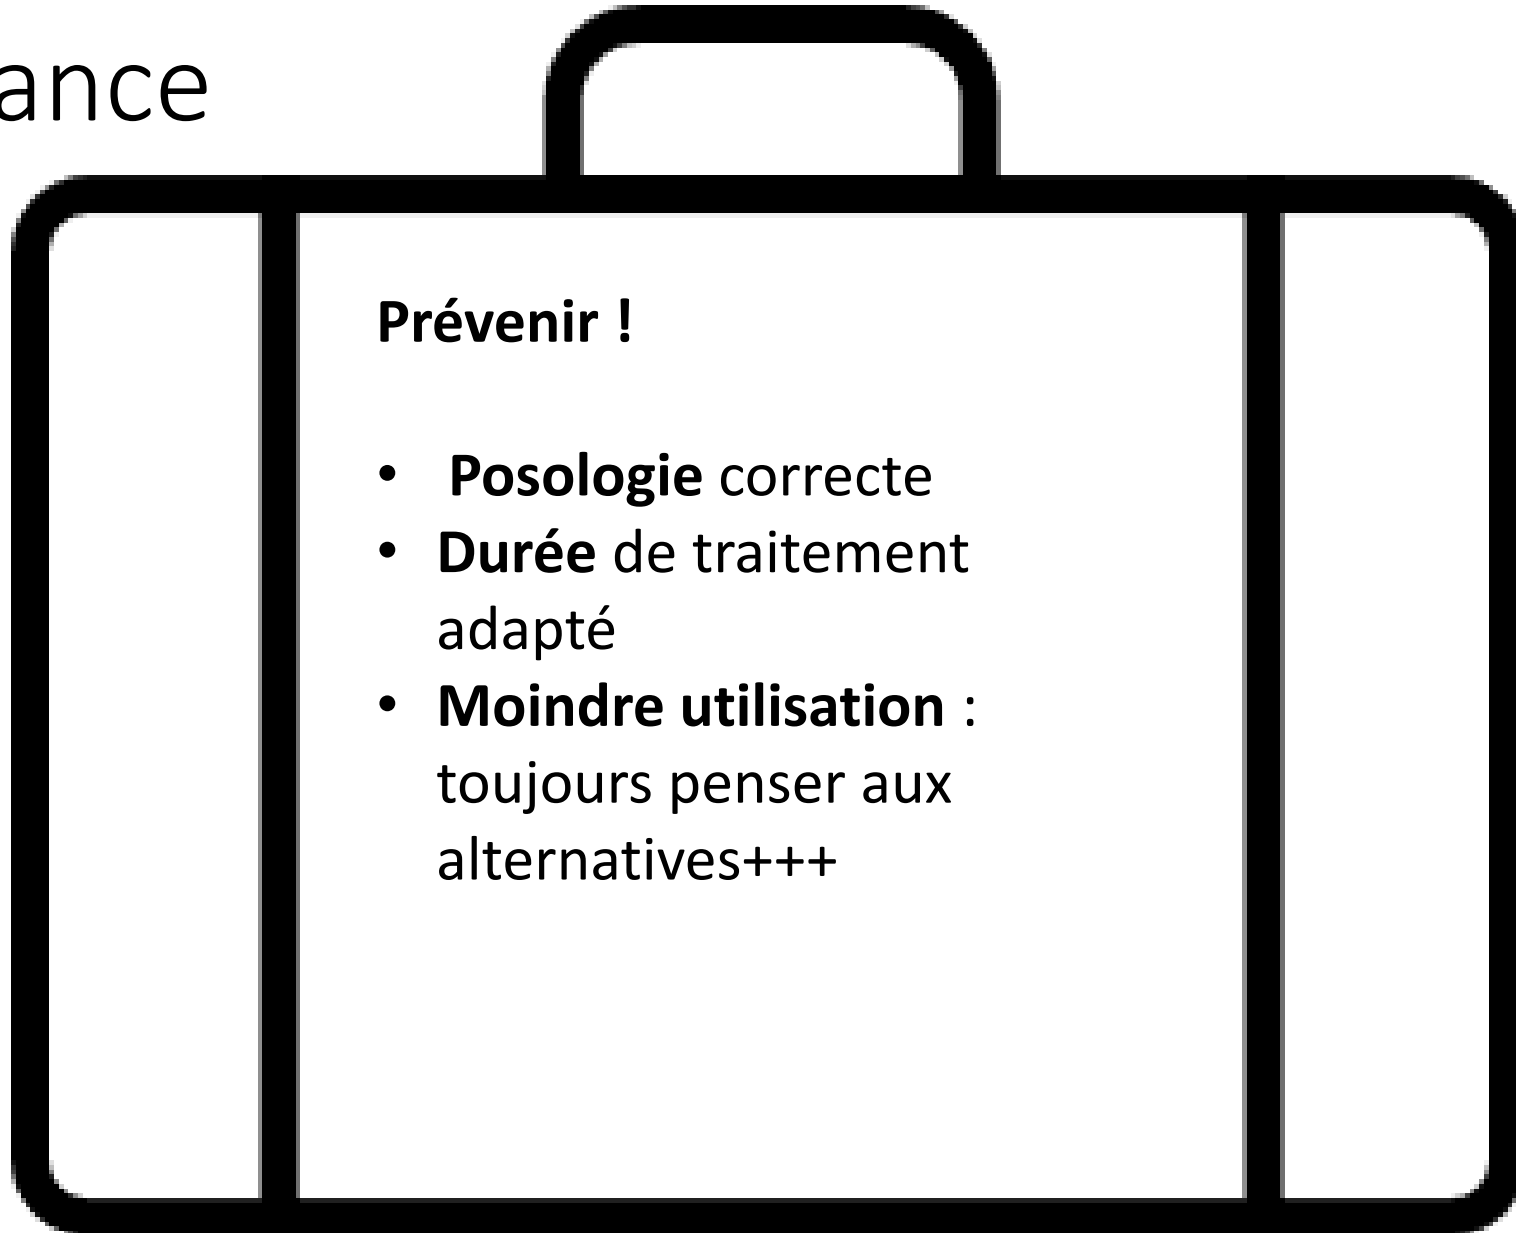 ance
Prévenir !
• Posologie correcte
• Durée de traitement
adapté
• Moindre utilisation :
toujours penser aux
alternatives+++